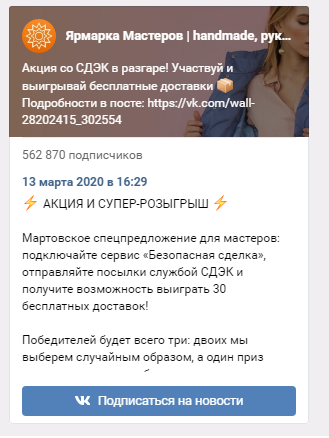 Ярмарка Мастеров | handmade, рук...
Акция со СДЭК в разгаре! Участвуй и
выигрывай бесплатные доставки 📦
Подробности в посте: https://vk.com/wall-
28202415_302554
562 870 подписчиков
13 марта 2020 в 16:29
⚡ АКЦИЯ И СУПЕР-РОЗЫГРЫШ ⚡
Мартовское спецпредложение для мастеров:
подключайте сервис «Безопасная сделка»,
отправляйте посылки службой СДЭК и
получите возможность выиграть 30
бесплатных доставок!
Победителей будет всего три: двоих мы
выберем случайным образом, а один приз
Подписаться на новости